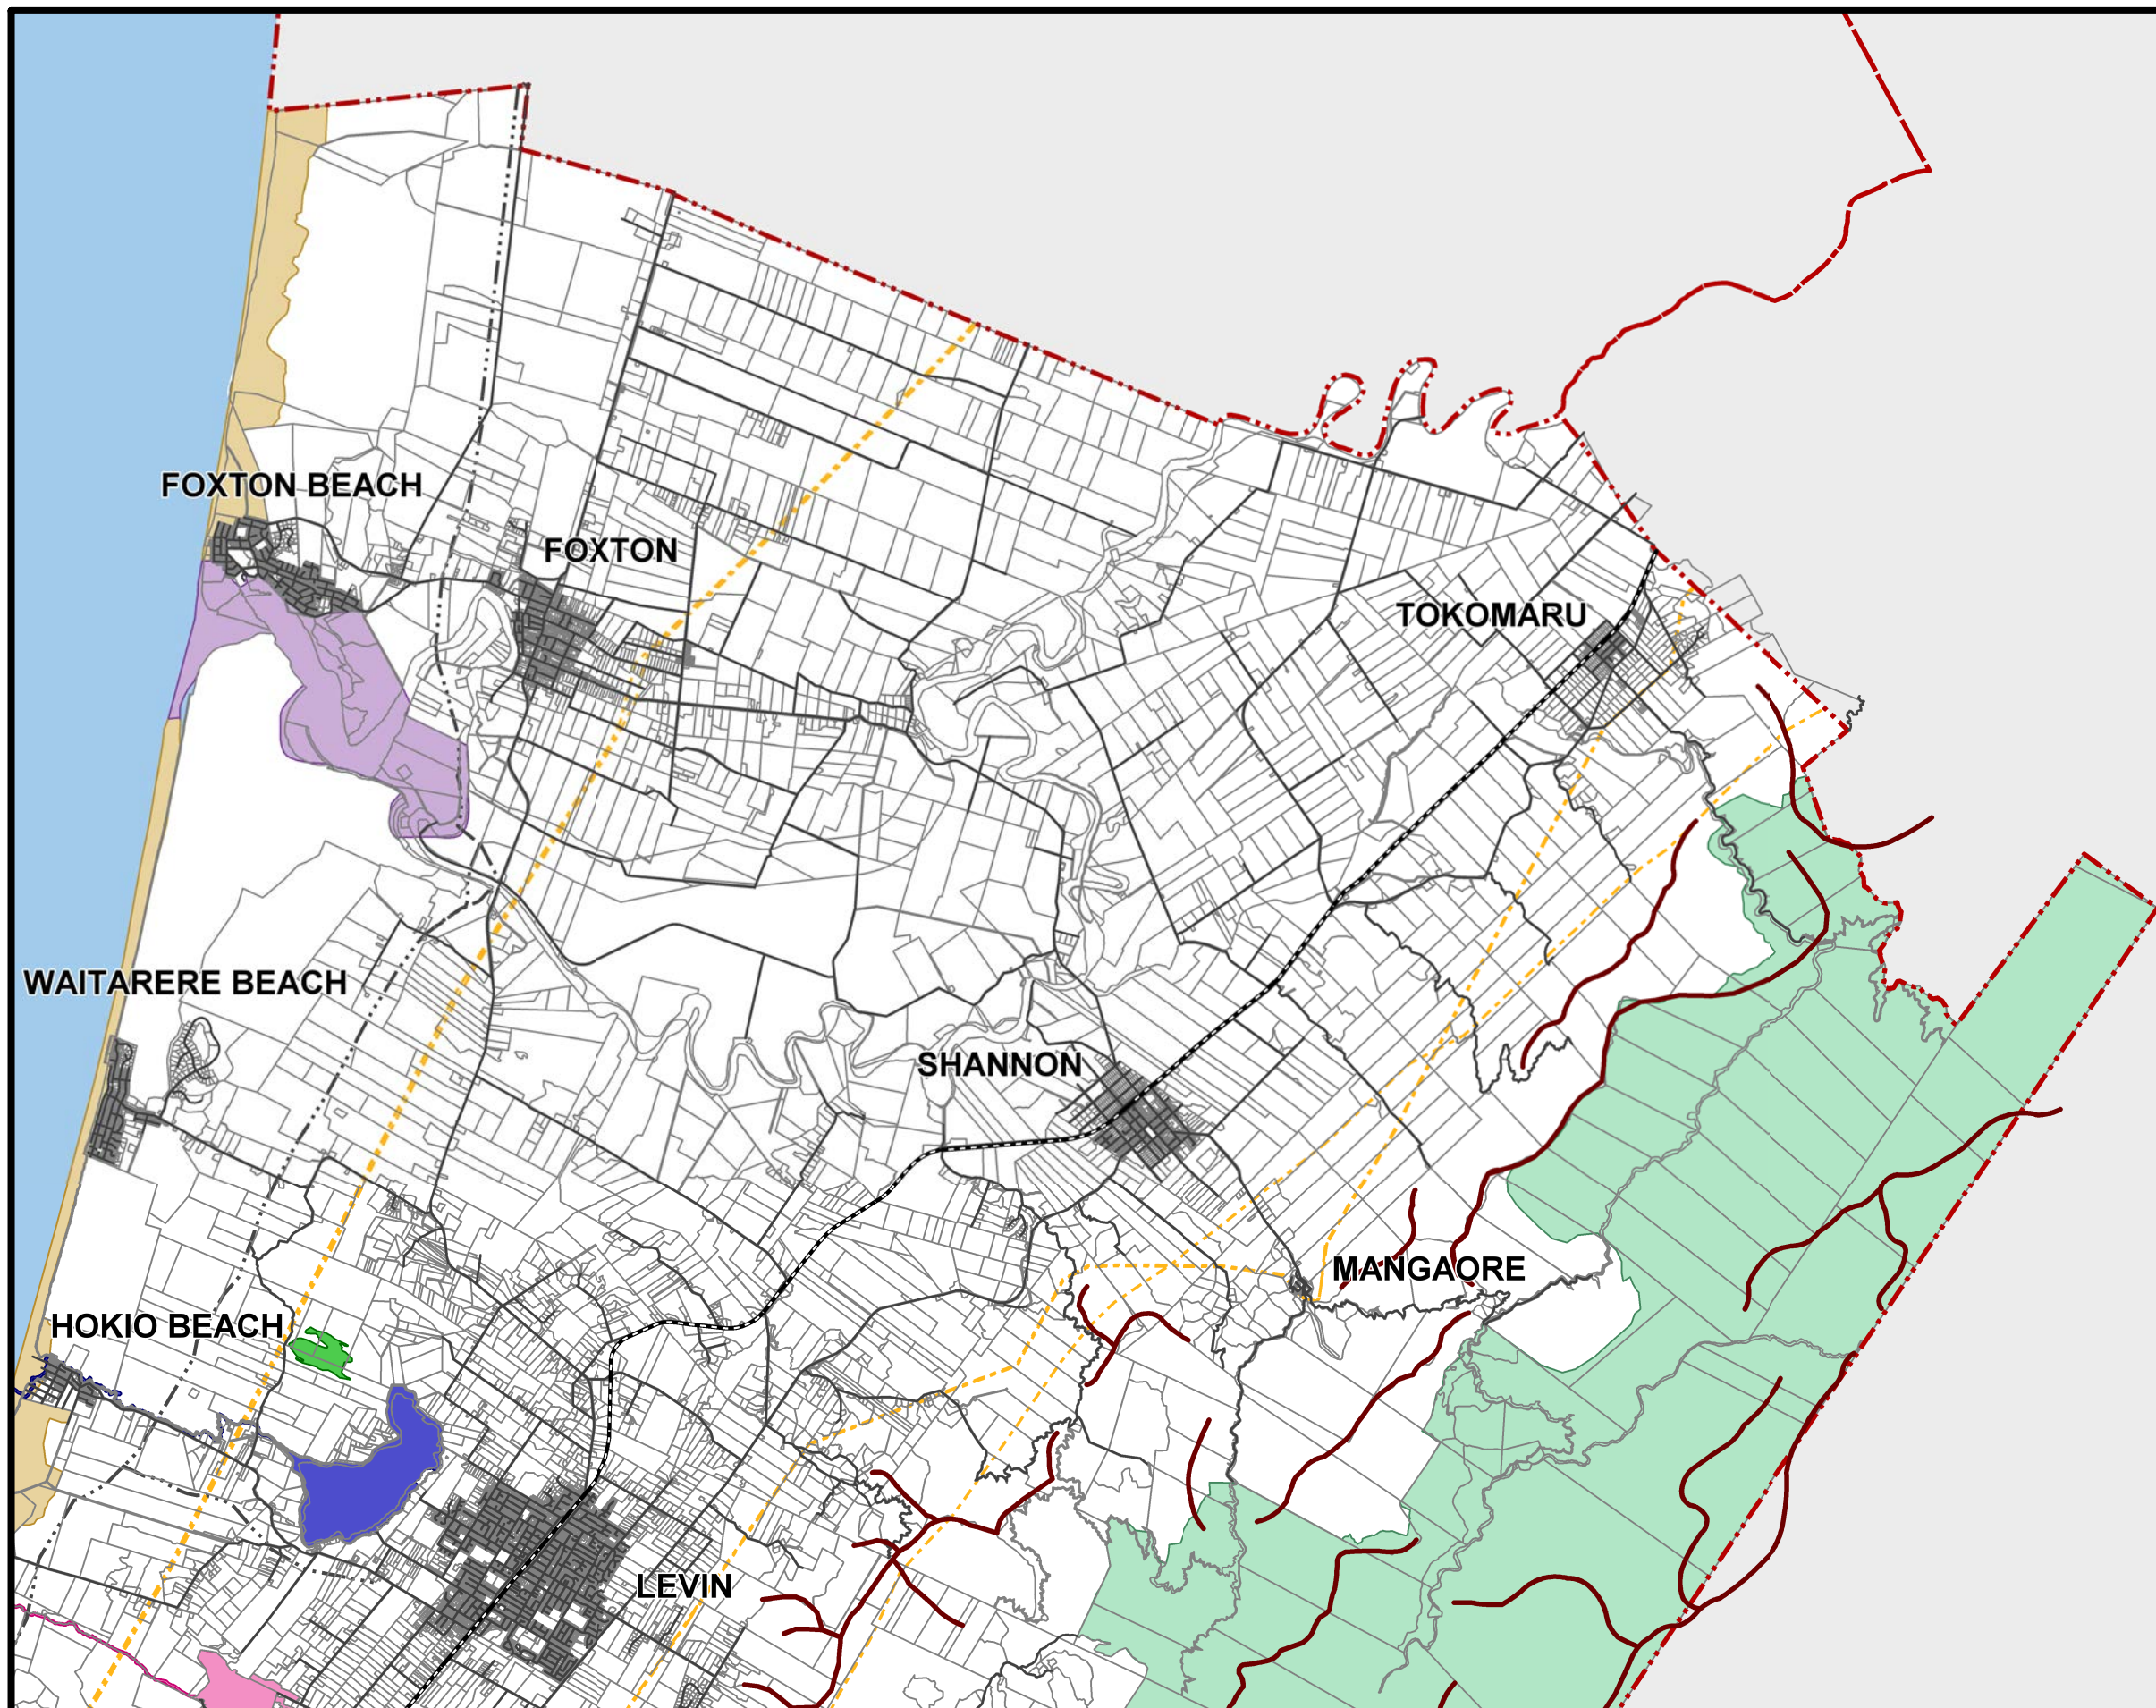 FOXTON BEACH
FOXTON
TOKOMARU
WAITARERE BEACH
SHANNON
MANGAORE
HOKIO BEACH
LEVIN